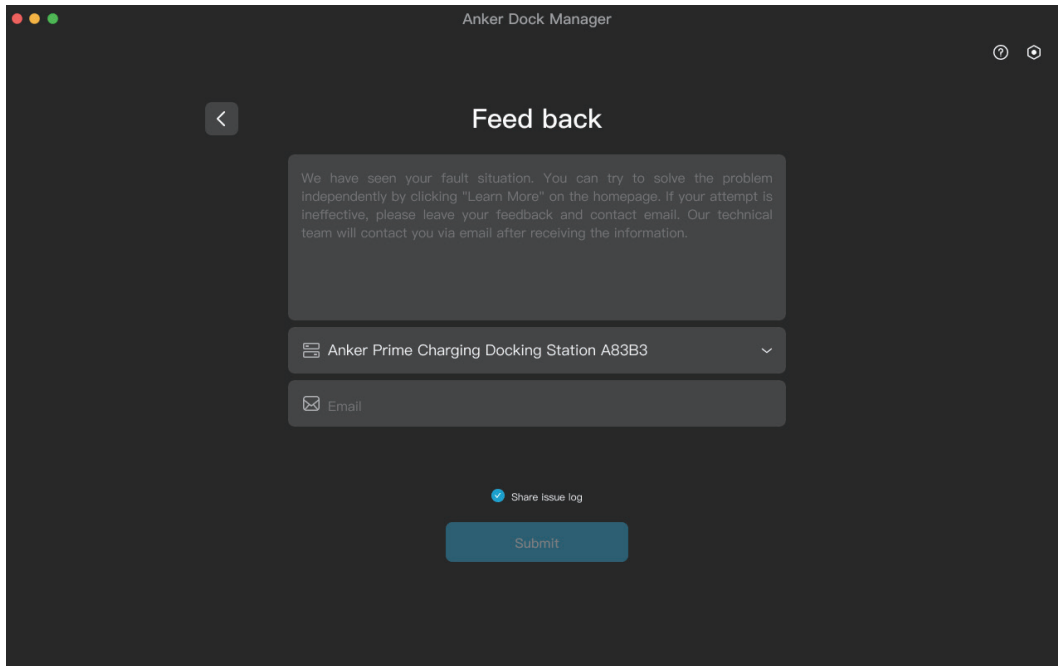 Anker Dock Manager
Feed back
We have seen your fault situation. You can try to solve the problem
independently by clicking "Learn More" on the homepage. If your attempt is
ineffective, please leave your feedback and contact email. Our technical
team will contact you via email after receiving the information.
Anker Prime Charging Docking Station A83B3
Email
Share issue log
Submit